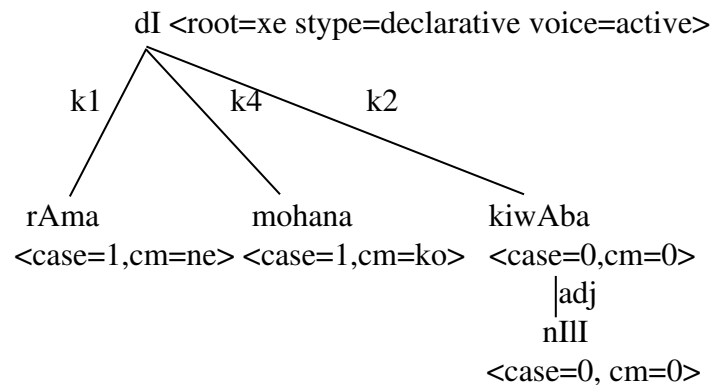 dI <root=xe stype=declarative voice=active>
k1 k4 k2
rAma mohana kiwAba
<case=1,cm=ne> <case=1,cm=ko> <case=0,cm=0>
adj
nIlI
<case=0, cm=0>